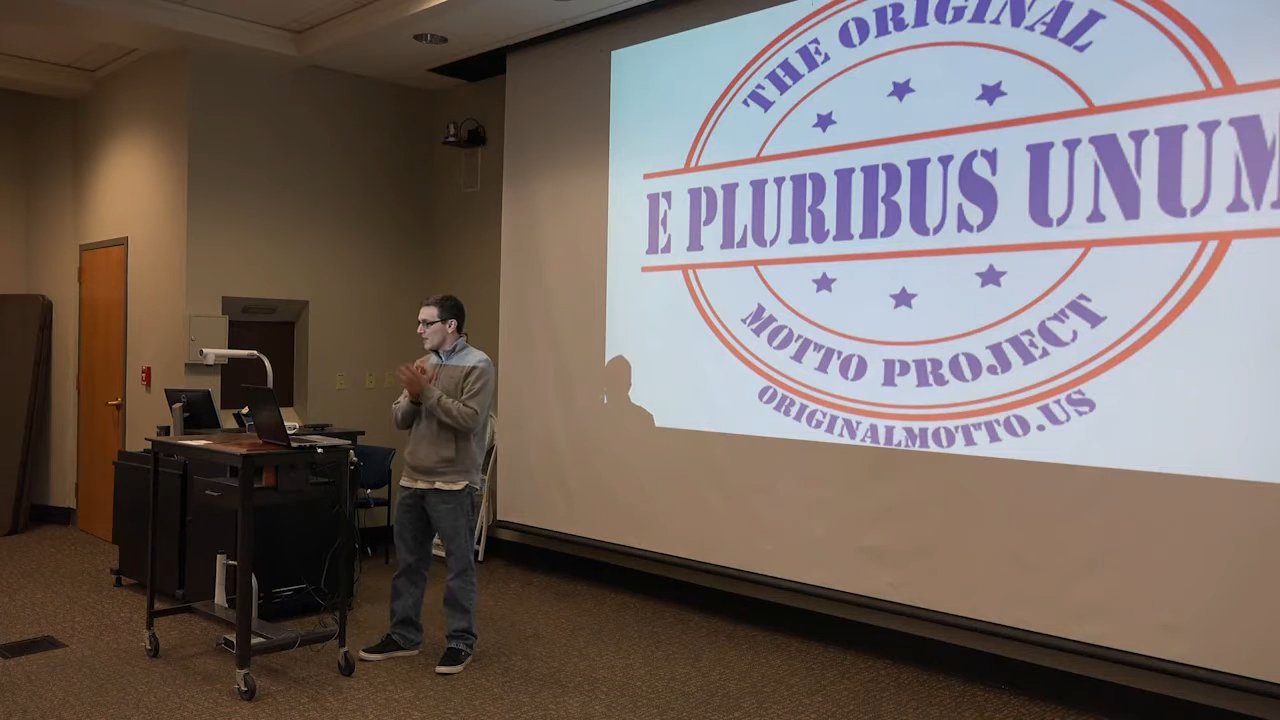 THE ORIGINAL
E PLURIBUS UNUM
MOTTO PROJECT
ORIGINALMOTTO.US